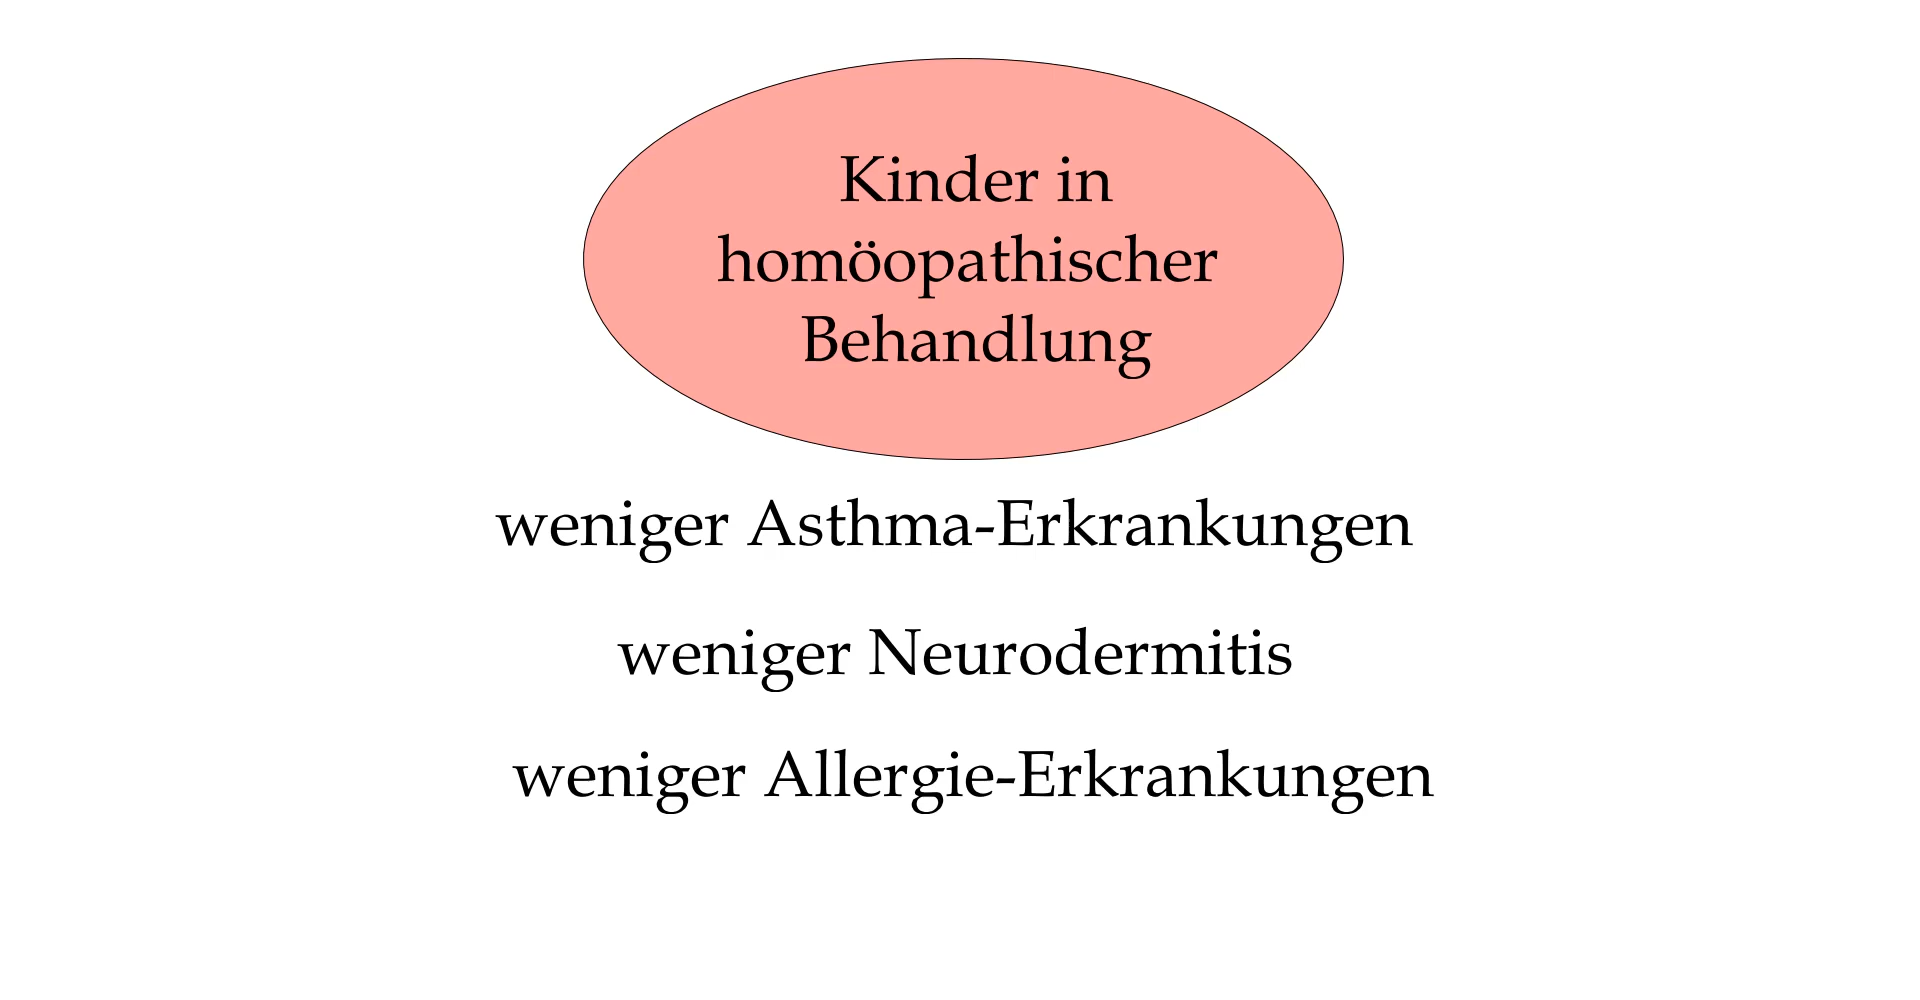 Kinder in
homöopathischer
Behandlung
weniger Asthma-Erkrankungen
weniger Neurodermitis
weniger Allergie-Erkrankungen